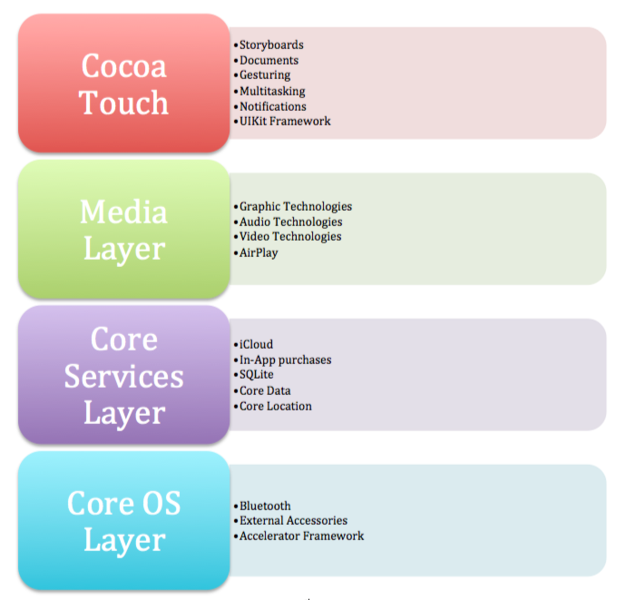 Cocoa
Touch
•Storyboards
•Documents
•Gesturing
•Multitasking
•Notifications
•UIKit Framework
Media
Layer
•Graphic Technologies
•Audio Technologies
•Video Technologies
•AirPlay
Core
Services
Layer
•iCloud
•In-App purchases
•SQLite
•Core Data
•Core Location
Core OS
Layer
•Bluetooth
•External Accessories
•Accelerator Framework